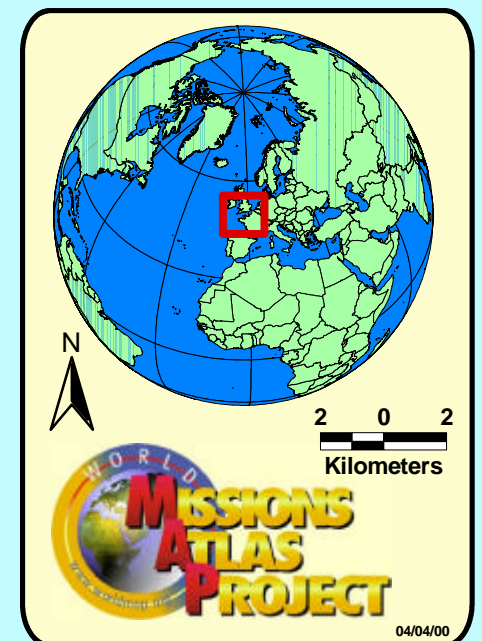 N
2 0 2
Kilometers
WORLD
MISSIONS
ATLAS
PROJECT
04/04/00